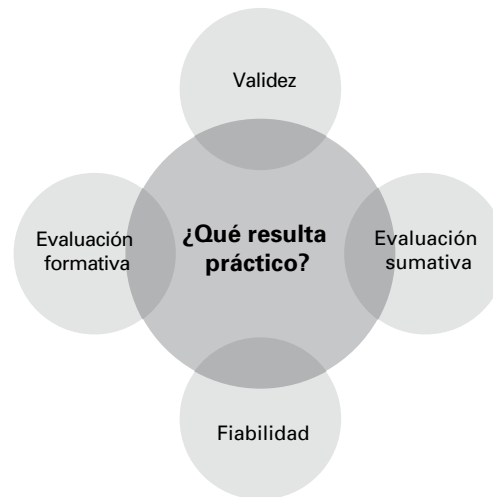 Validez
Evaluación
formativa
¿Qué resulta
práctico?
Evaluación
sumativa
Fiabilidad